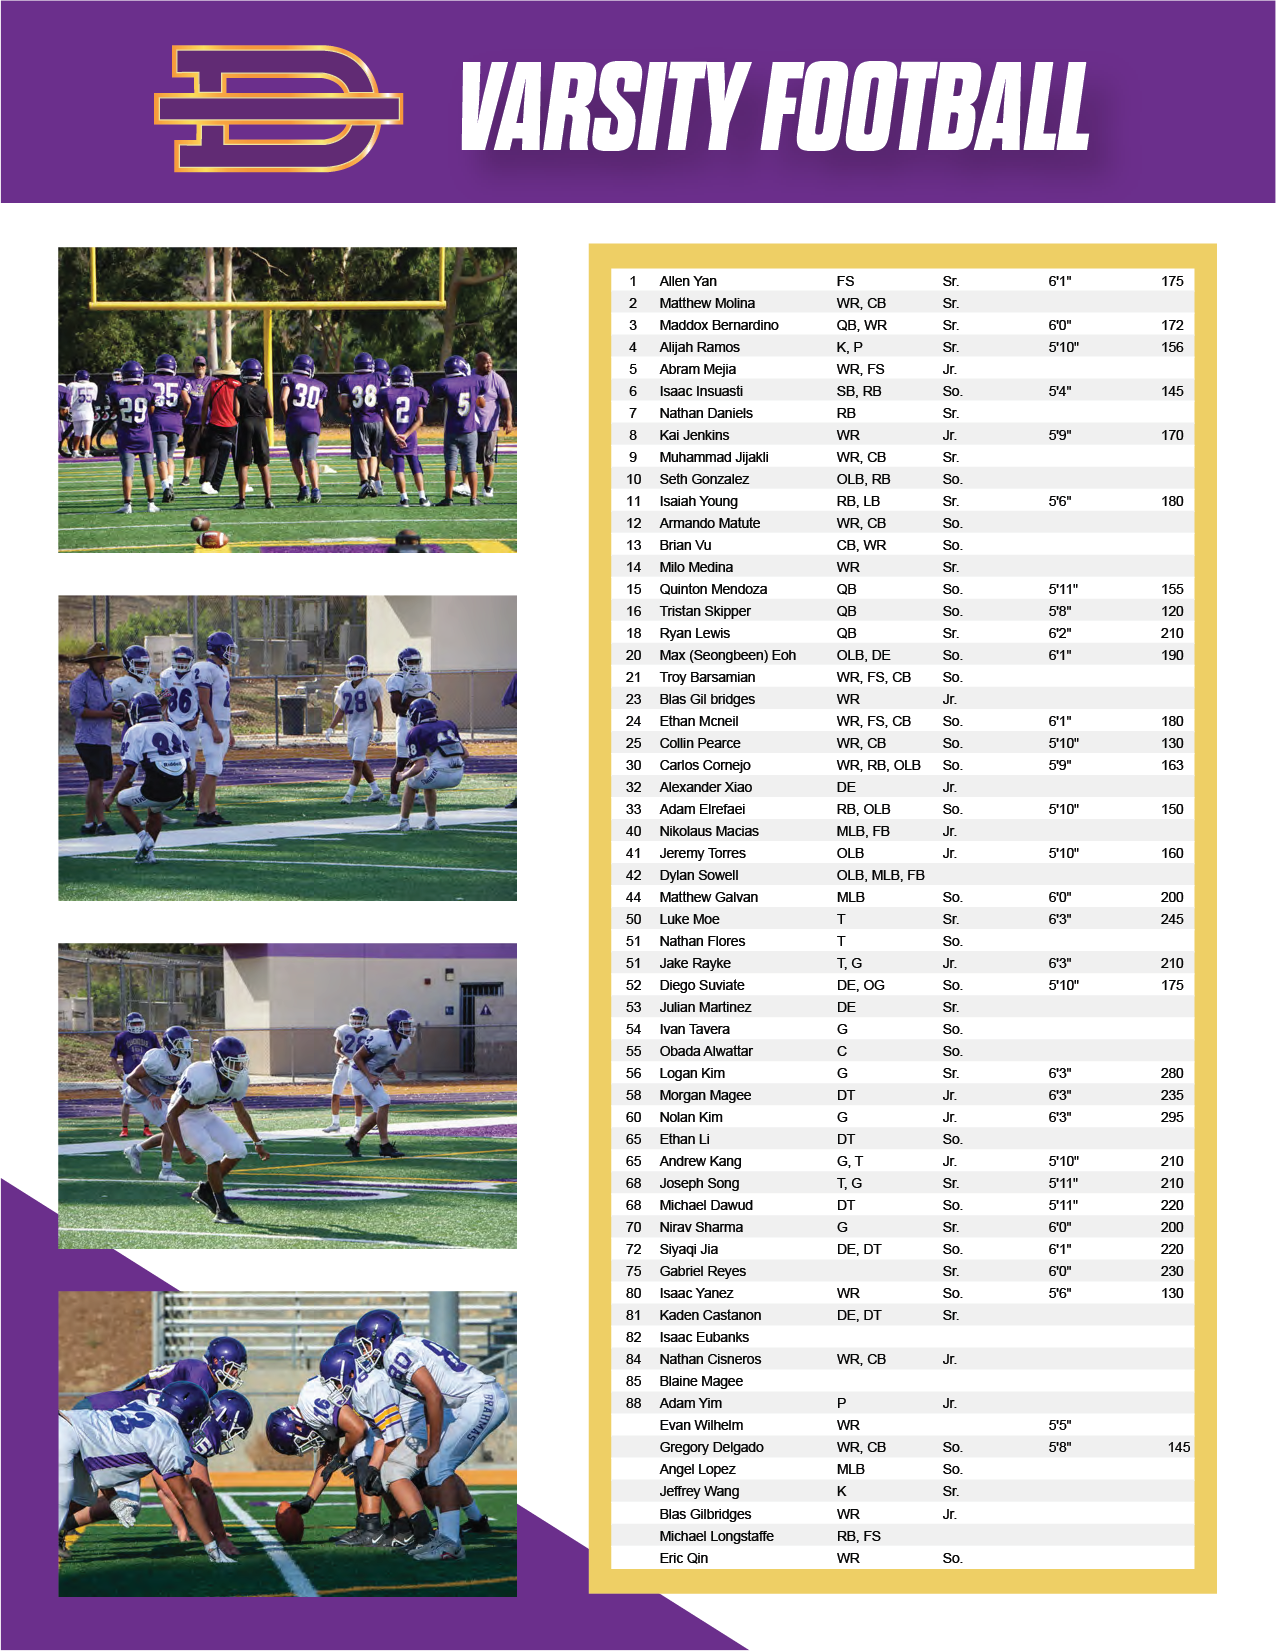 D
VARSITY FOOTBALL
1 Allen Yan FS Sr. 6'1" 175
2 Matthew Molina WR, CB Sr.
3 Maddox Bernardino QB, WR Sr. 6'0" 172
4 Alijah Ramos K, P Sr. 5'10" 156
5 Abram Mejia WR, FS Jr.
6 Isaac Insuasti SB, RB So. 5'4" 145
7 Nathan Daniels RB Sr.
8 Kai Jenkins WR Jr. 5'9" 170
9 Muhammad Jijakli WR, CB Sr.
10 Seth Gonzalez OLB, RB So.
11 Isaiah Young RB, LB Sr. 5'6" 180
12 Armando Matute WR, CB So.
13 Brian Vu CB, WR So.
14 Milo Medina WR Sr.
15 Quinton Mendoza QB So. 5'11" 155
16 Tristan Skipper QB So. 5'8" 120
18 Ryan Lewis QB Sr. 6'2" 210
20 Max (Seongbeen) Eoh OLB, DE So. 6'1" 190
21 Troy Barsamian WR, FS, CB So.
23 Blas Gil bridges WR Jr.
24 Ethan Mcneil WR, FS, CB So. 6'1" 180
25 Collin Pearce WR, CB So. 5'10" 130
30 Carlos Cornejo WR, RB, OLB So. 5'9" 163
32 Alexander Xiao DE Jr.
33 Adam Elrefaei RB, OLB So. 5'10" 150
40 Nikolaus Macias MLB, FB Jr.
41 Jeremy Torres OLB Jr. 5'10" 160
42 Dylan Sowell OLB, MLB, FB
44 Matthew Galvan MLB So. 6'0" 200
50 Luke Moe T Sr. 6'3" 245
51 Nathan Flores T So.
51 Jake Rayke T, G Jr. 6'3" 210
52 Diego Suviate DE, OG So. 5'10" 175
53 Julian Martinez DE Sr.
54 Ivan Tavera G So.
55 Obada Alwattar C So.
56 Logan Kim G Sr. 6'3" 280
58 Morgan Magee DT Jr. 6'3" 235
60 Nolan Kim G Jr. 6'3" 295
65 Ethan Li DT So.
65 Andrew Kang G, T Jr. 5'10" 210
68 Joseph Song T, G Sr. 5'11" 210
68 Michael Dawud DT So. 5'11" 220
70 Nirav Sharma G Sr. 6'0" 200
72 Siyaqi Jia DE, DT So. 6'1" 220
75 Gabriel Reyes Sr. 6'0" 230
80 Isaac Yanez WR So. 5'6" 130
81 Kaden Castanon DE, DT Sr.
82 Isaac Eubanks
84 Nathan Cisneros WR, CB Jr.
85 Blaine Magee
88 Adam Yim P Jr.
Evan Wilhelm WR 5'5"
Gregory Delgado WR, CB So. 5'8" 145
Angel Lopez MLB So.
Jeffrey Wang K Sr.
Blas Gilbridges WR Jr.
Michael Longstaffe RB, FS
Eric Qin WR So.
55
29
35
30
38
2
5
36
2
28
26
16
80
BRAHMAS